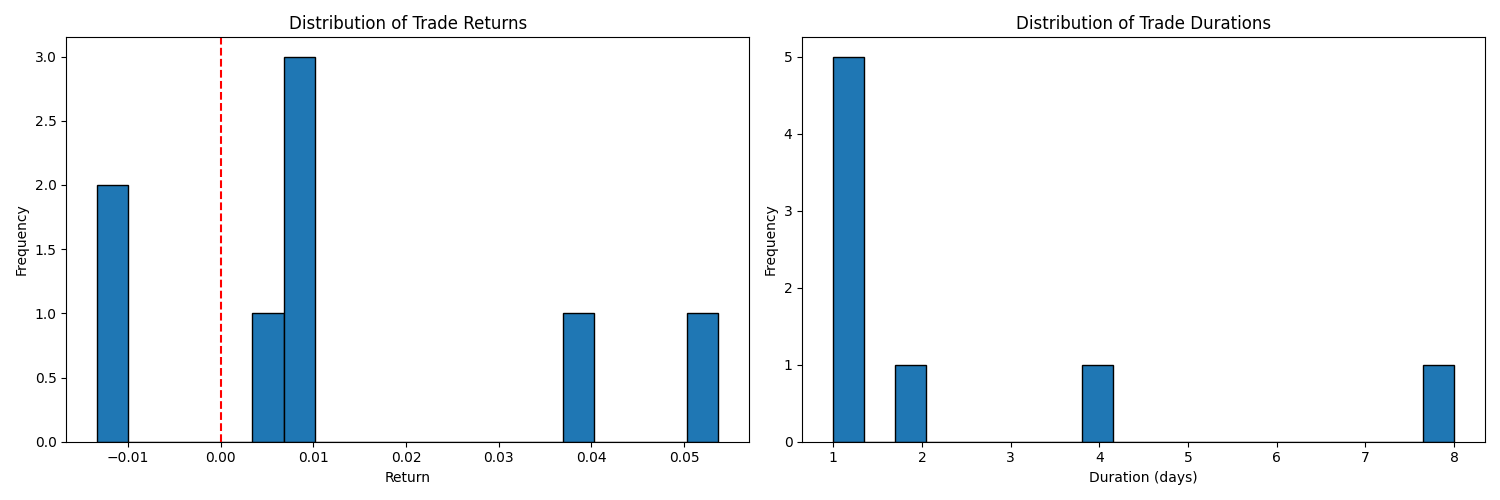 Distribution of Trade Returns
3.0
2.5
2.0
1.5
1.0
0.5
0.0
Frequency
−0.01 0.00 0.01 0.02 0.03 0.04 0.05
Return
Distribution of Trade Durations
5
4
3
2
1
0
Frequency
1 2 3 4 5 6 7 8
Duration (days)